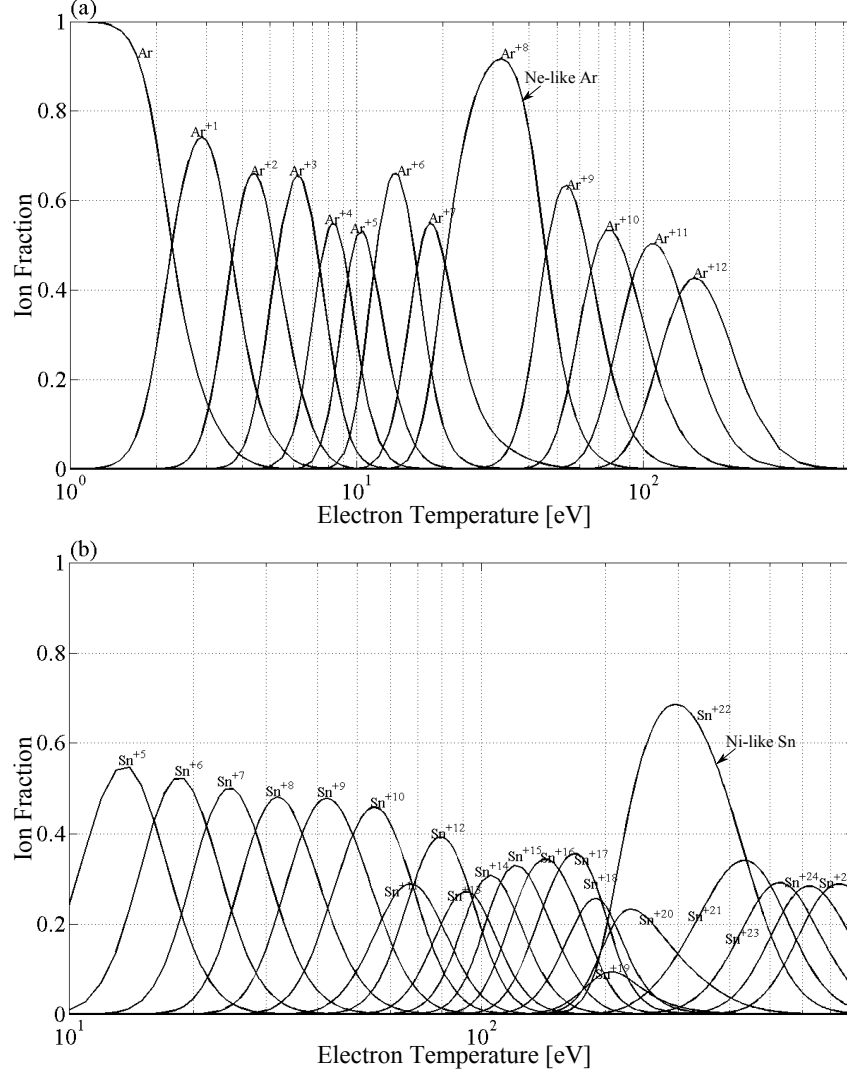 (a)
1
0.8
0.6
0.4
0.2
0
Ion Fraction
Ar
Ar+1
Ar+2
Ar+3
Ar+4
Ar+5
Ar+6
Ar+7
Ar+8
Ne-like Ar
Ar+9
Ar+10
Ar+11
Ar+12
10^0
10^1
10^2
Electron Temperature [eV]
(b)
1
0.8
0.6
0.4
0.2
0
Ion Fraction
Sn+5
Sn+6
Sn+7
Sn+8
Sn+9
Sn+10
Sn+12
Sn+13
Sn+14
Sn+15
Sn+16
Sn+17
Sn+18
Sn+19
Sn+20
Sn+21
Sn+22
Ni-like Sn
Sn+23
Sn+24
10^1
10^2
Electron Temperature [eV]